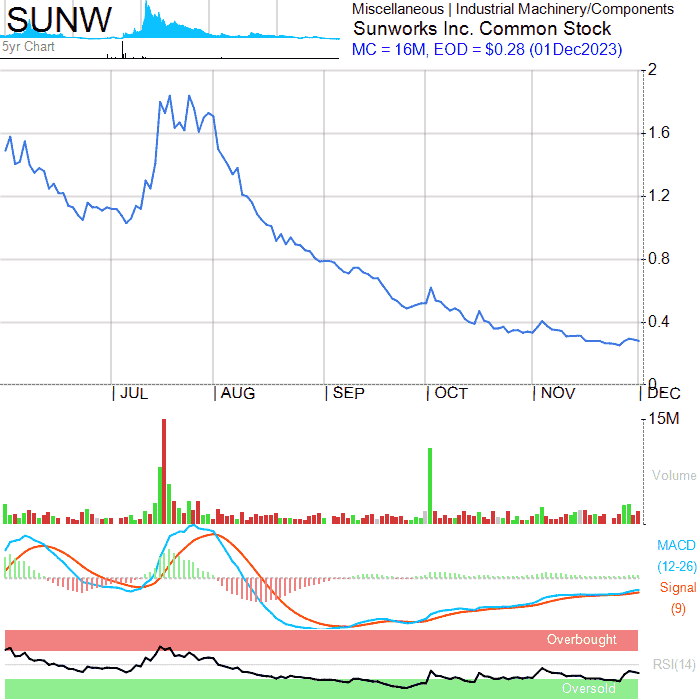 SUNW
5yr Chart
Miscellaneous | Industrial Machinery/Components
Sunworks Inc. Common Stock
MC = 16M, EOD = $0.28 (01Dec2023)
2
1.6
1.2
0.8
0.4
0
JUL AUG SEP OCT NOV DEC
15M
Volume
MACD
(12-26)
Signal
(9)
Overbought
RSI(14)
Oversold